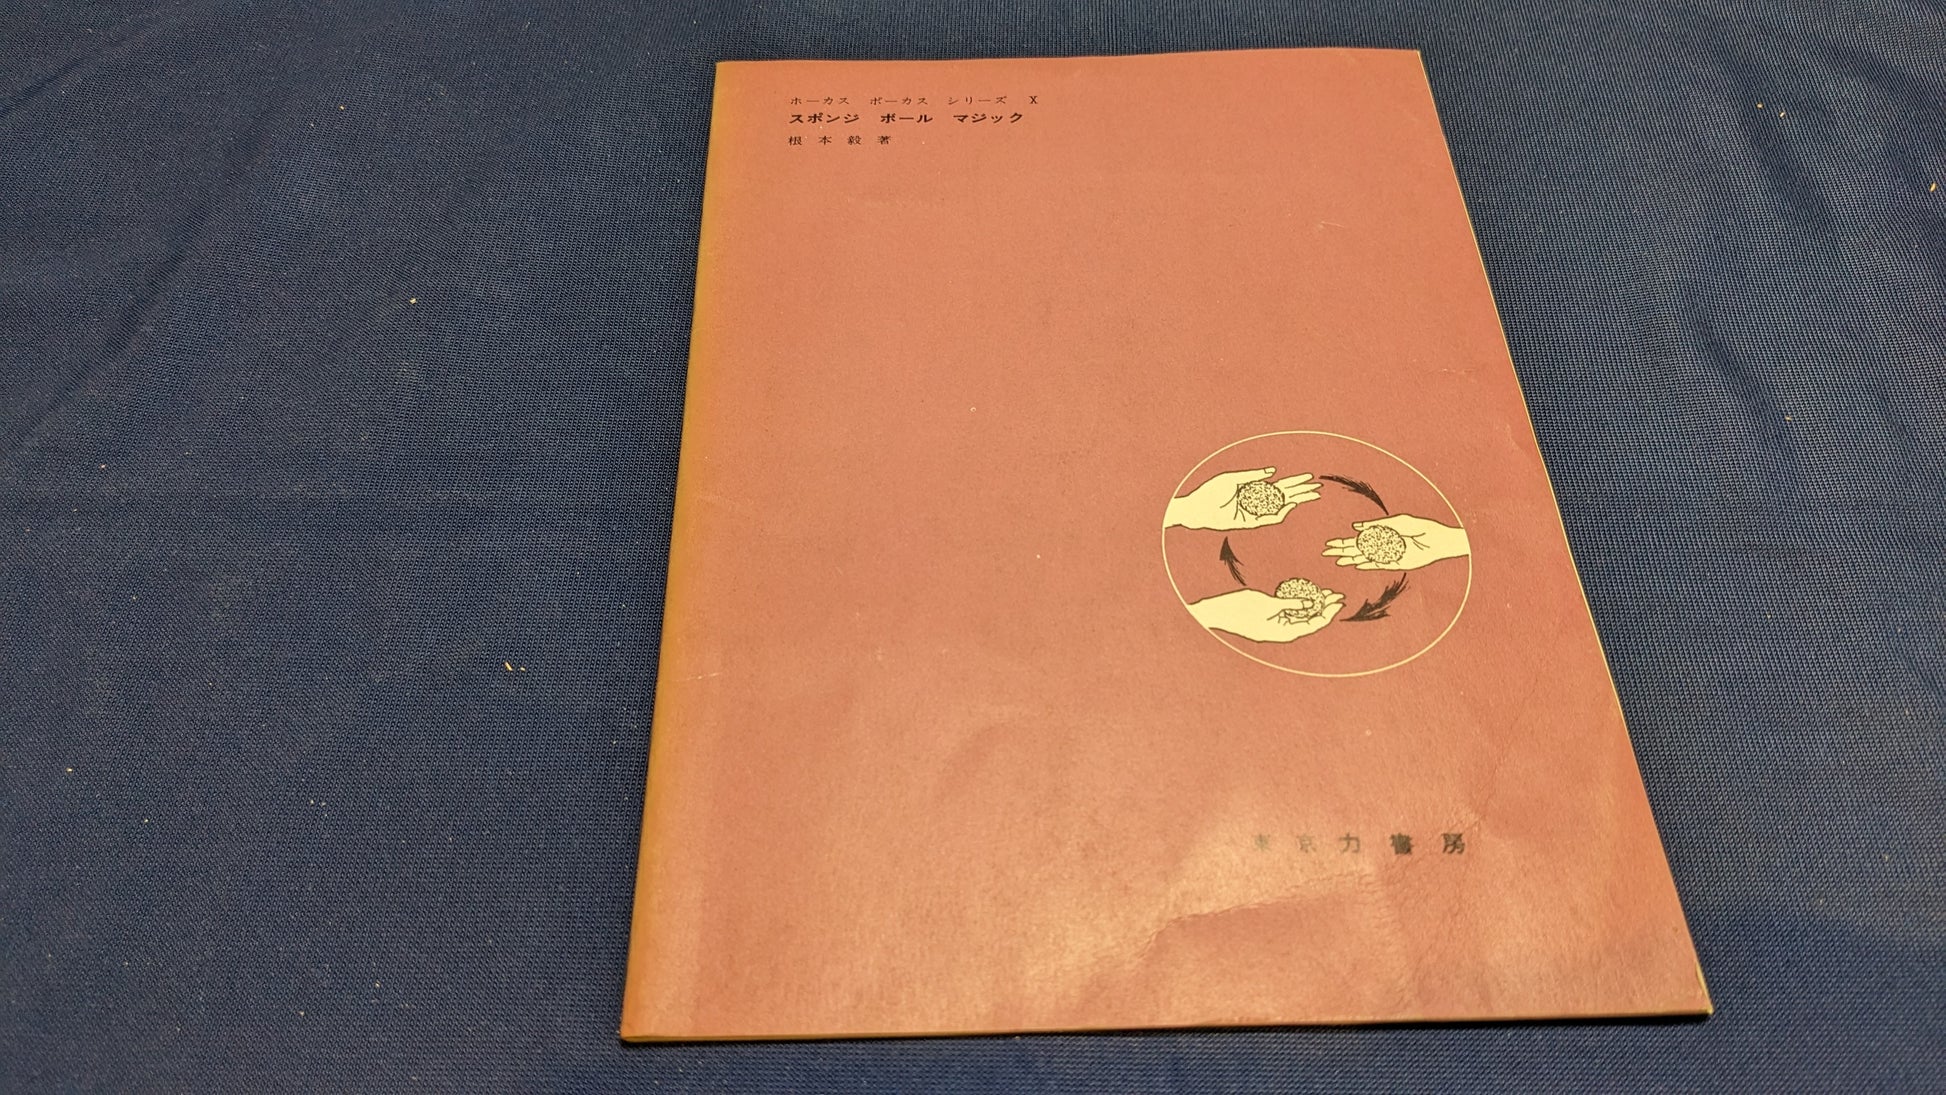 ホーカス ポーカス シリーズ X
スポンジ ボール マジック
根本毅著
東京力書房